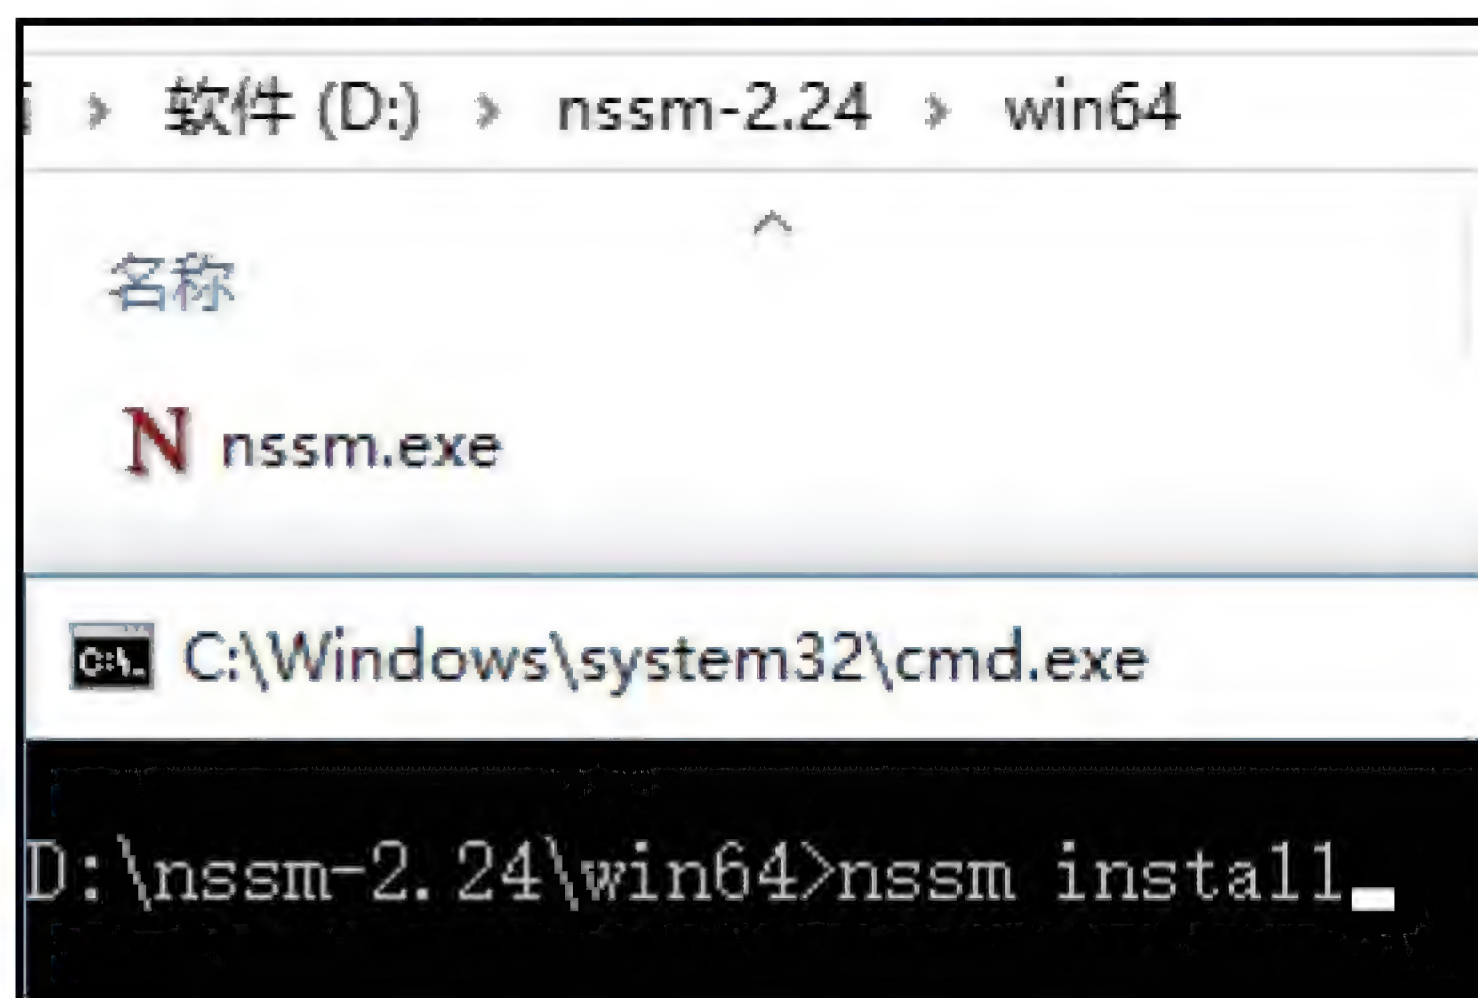 软件 (D:) › nssm-2.24 › win64
名称
N nssm.exe
C:\Windows\system32\cmd.exe
D:\nssm-2.24\win64>nssm install